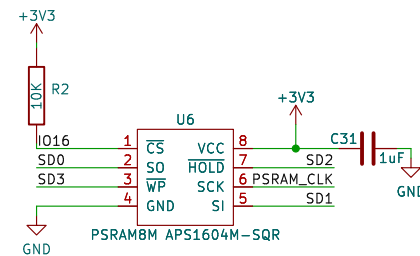 +3V3
R2
10K
U6
+3V3
C31
1uF
IO16
1
CS
VCC
8
SD0
2
SO
HOLD
7
SD2
SD3
3
WP
SCK
6
PSRAM_CLK
4
GND
SI
5
SD1
GND
GND
PSRAM8M APS1604M-SQR